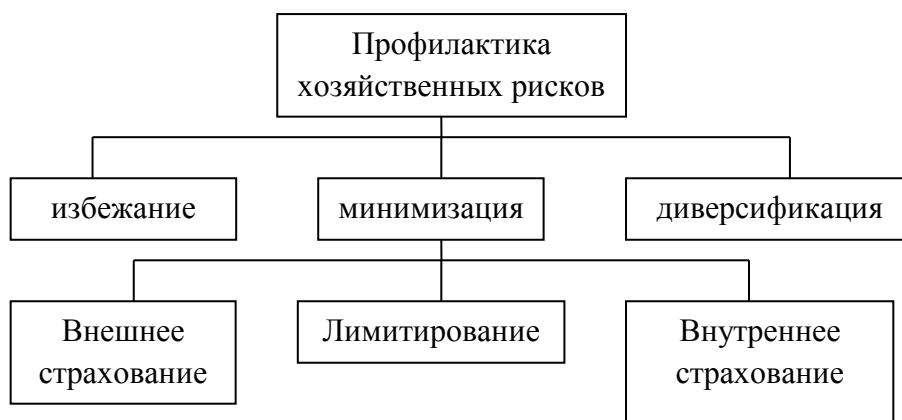 Профилактика
хозяйственных рисков
избежание
минимизация
диверсификация
Внешнее
страхование
Лимитирование
Внутреннее
страхование